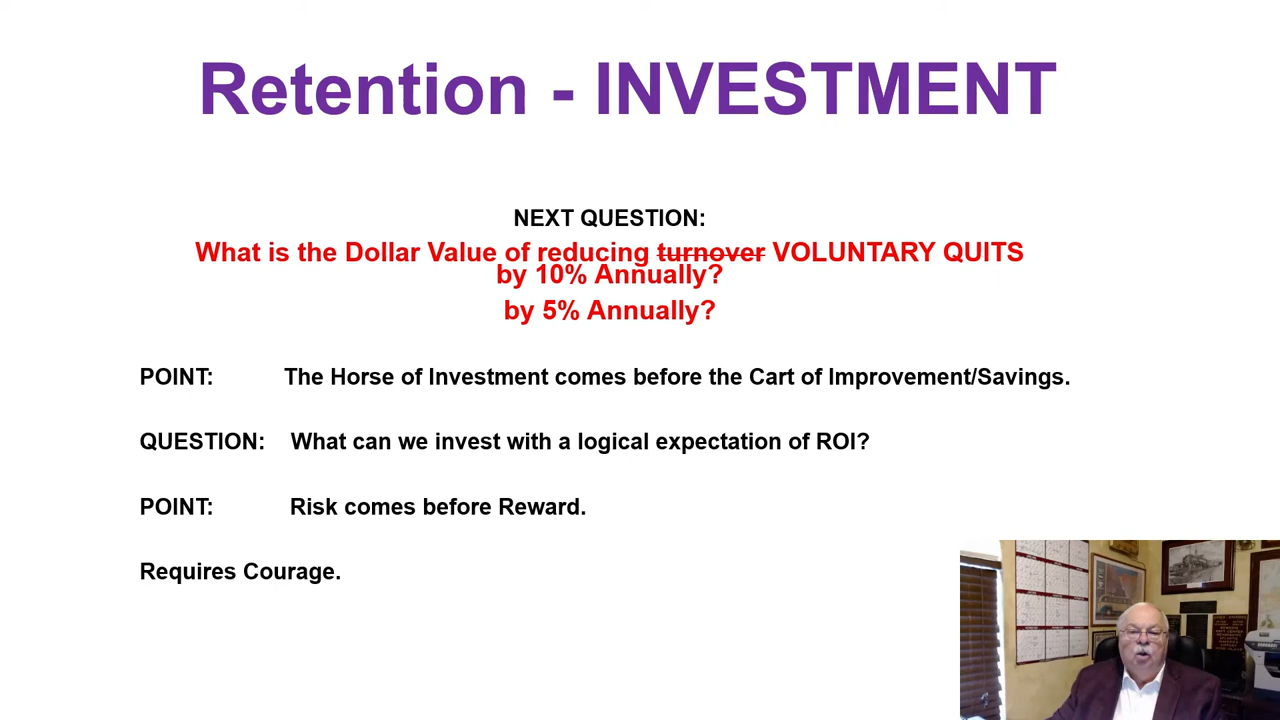 Retention - INVESTMENT
NEXT QUESTION:
What is the Dollar Value of reducing turnover VOLUNTARY QUITS
by 10% Annually?
by 5% Annually?
POINT: The Horse of Investment comes before the Cart of Improvement/Savings.
QUESTION: What can we invest with a logical expectation of ROI?
POINT: Risk comes before Reward.
Requires Courage.